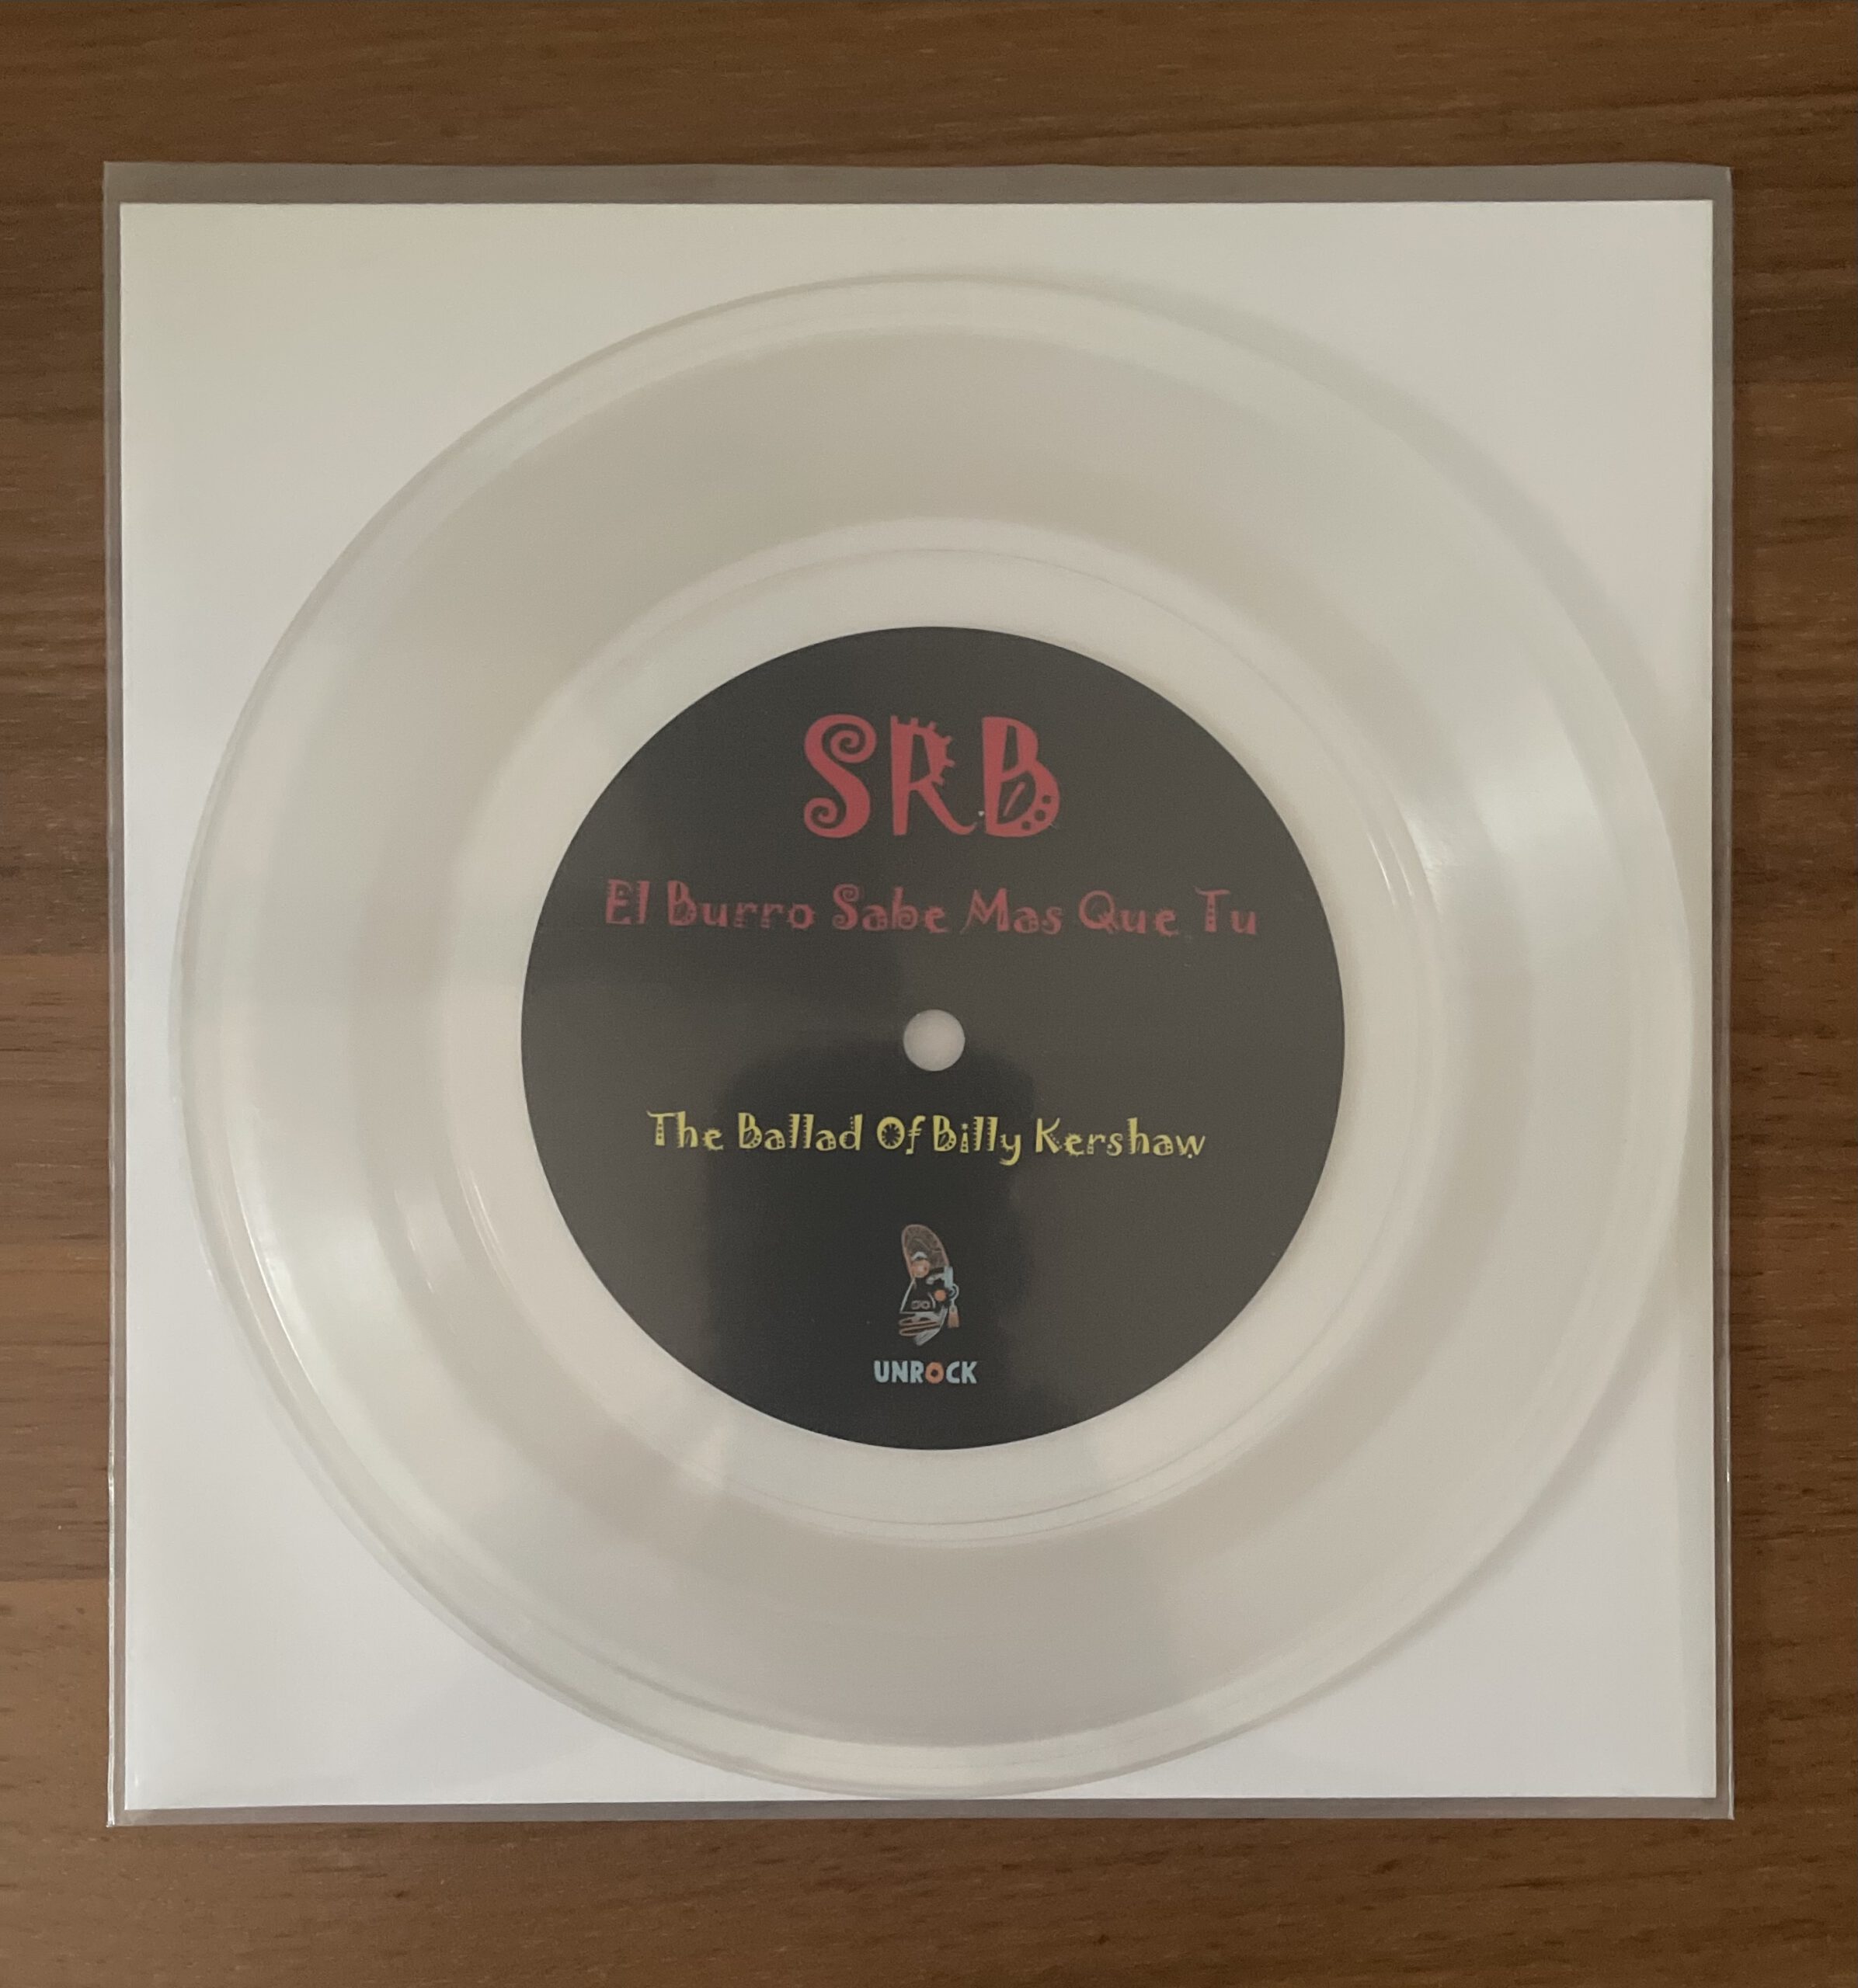 SRB
El Burro Sabe Mas Que Tu
The Ballad Of Billy Kershaw
UNROCK